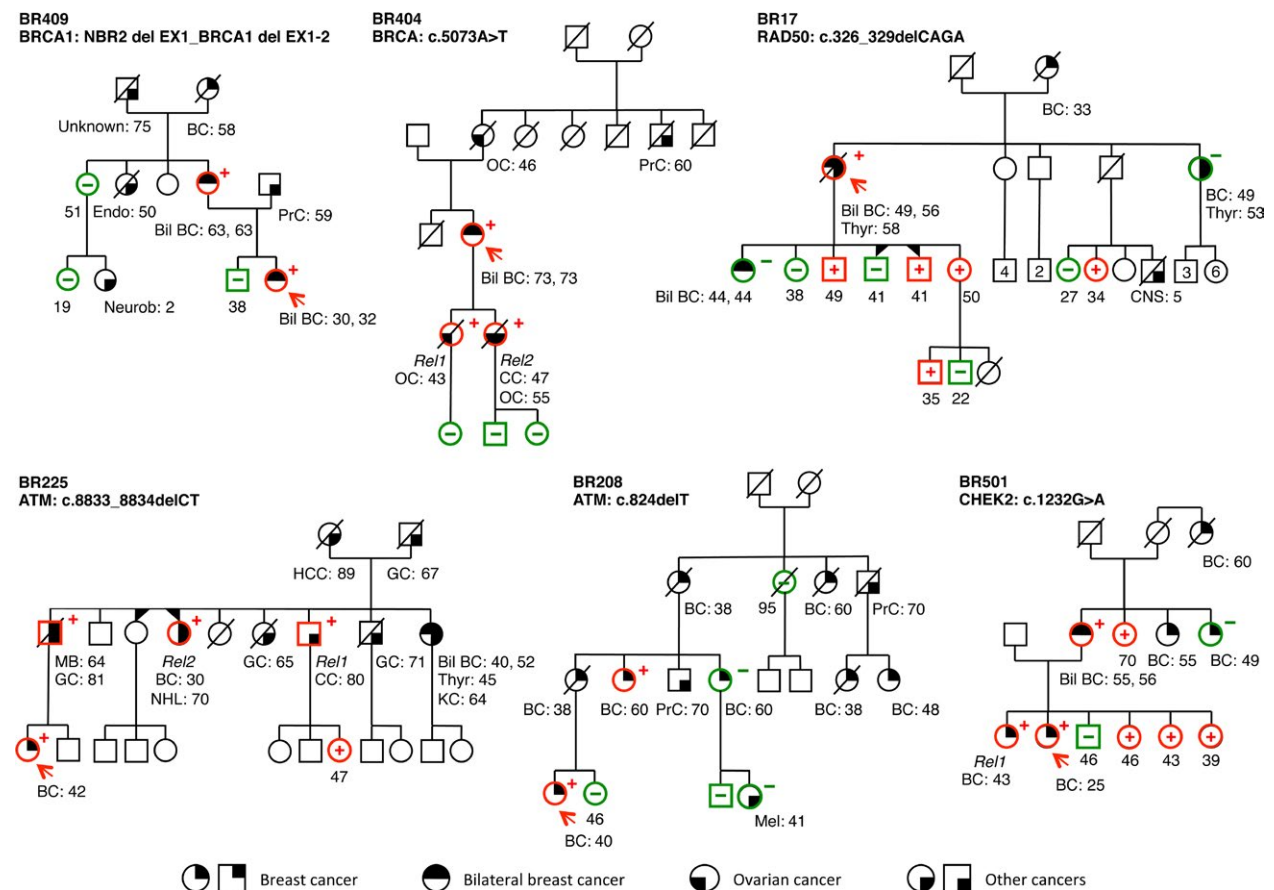 BR409
BRCA1: NBR2 del EX1_BRCA1 del EX1-2
Unknown: 75
BC: 58
+
−
51
Endo: 50
Bil BC: 63, 63
PrC: 59
−
19
Neurob: 2
−
38
+
Bil BC: 30, 32
BR404
BRCA: c.5073A>T
OC: 46
PrC: 60
+
Bil BC: 73, 73
+
+
Rel1
OC: 43
Rel2
CC: 47
OC: 55
−
−
−
BR17
RAD50: c.326_329delCAGA
BC: 33
+
Bil BC: 49, 56
Thyr: 58
−
BC: 49
Thyr: 53
−
Bil BC: 44, 44
−
38
+
49
−
41
+
41
+
50
4
2
−
27
+
34
CNS: 5
3
6
+
35
−
22
BR225
ATM: c.8833_8834delCT
HCC: 89
GC: 67
+
MB: 64
GC: 81
+
Rel2
BC: 30
NHL: 70
GC: 65
+
Rel1
CC: 80
GC: 71
Bil BC: 40, 52
Thyr: 45
KC: 64
+
BC: 42
+
47
BR208
ATM: c.824delT
BC: 38
−
95
BC: 60
PrC: 70
BC: 38
+
BC: 60
PrC: 70
−
BC: 60
BC: 38
BC: 48
+
BC: 40
−
46
−
−
Mel: 41
BR501
CHEK2: c.1232G>A
BC: 60
+
Bil BC: 55, 56
+
70
BC: 55
−
BC: 49
+
Rel1
BC: 43
+
BC: 25
−
46
+
46
+
43
+
39
Breast cancer
Bilateral breast cancer
Ovarian cancer
Other cancers